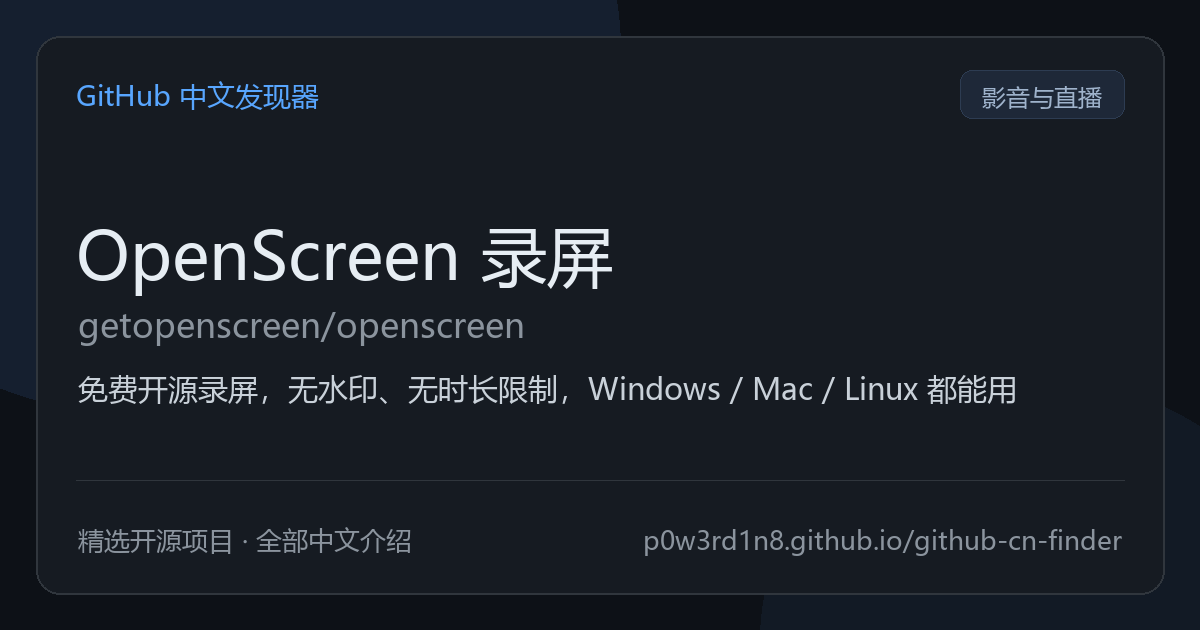 GitHub 中文发现器
影音与直播
OpenScreen 录屏
getopenscreen/openscreen
免费开源录屏，无水印、无时长限制，Windows / Mac / Linux 都能用
精选开源项目 · 全部中文介绍
p0w3rd1n8.github.io/github-cn-finder